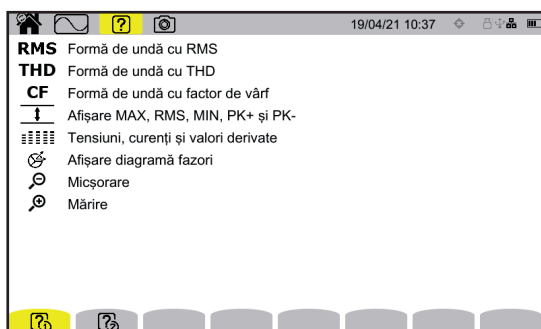 19/04/21 10:37
RMS Formă de undă cu RMS
THD Formă de undă cu THD
CF Formă de undă cu factor de vârf
Afișare MAX, RMS, MIN, PK+ și PK-
Tensiuni, curenți și valori derivate
Afișare diagramă fazori
Micșorare
Mărire